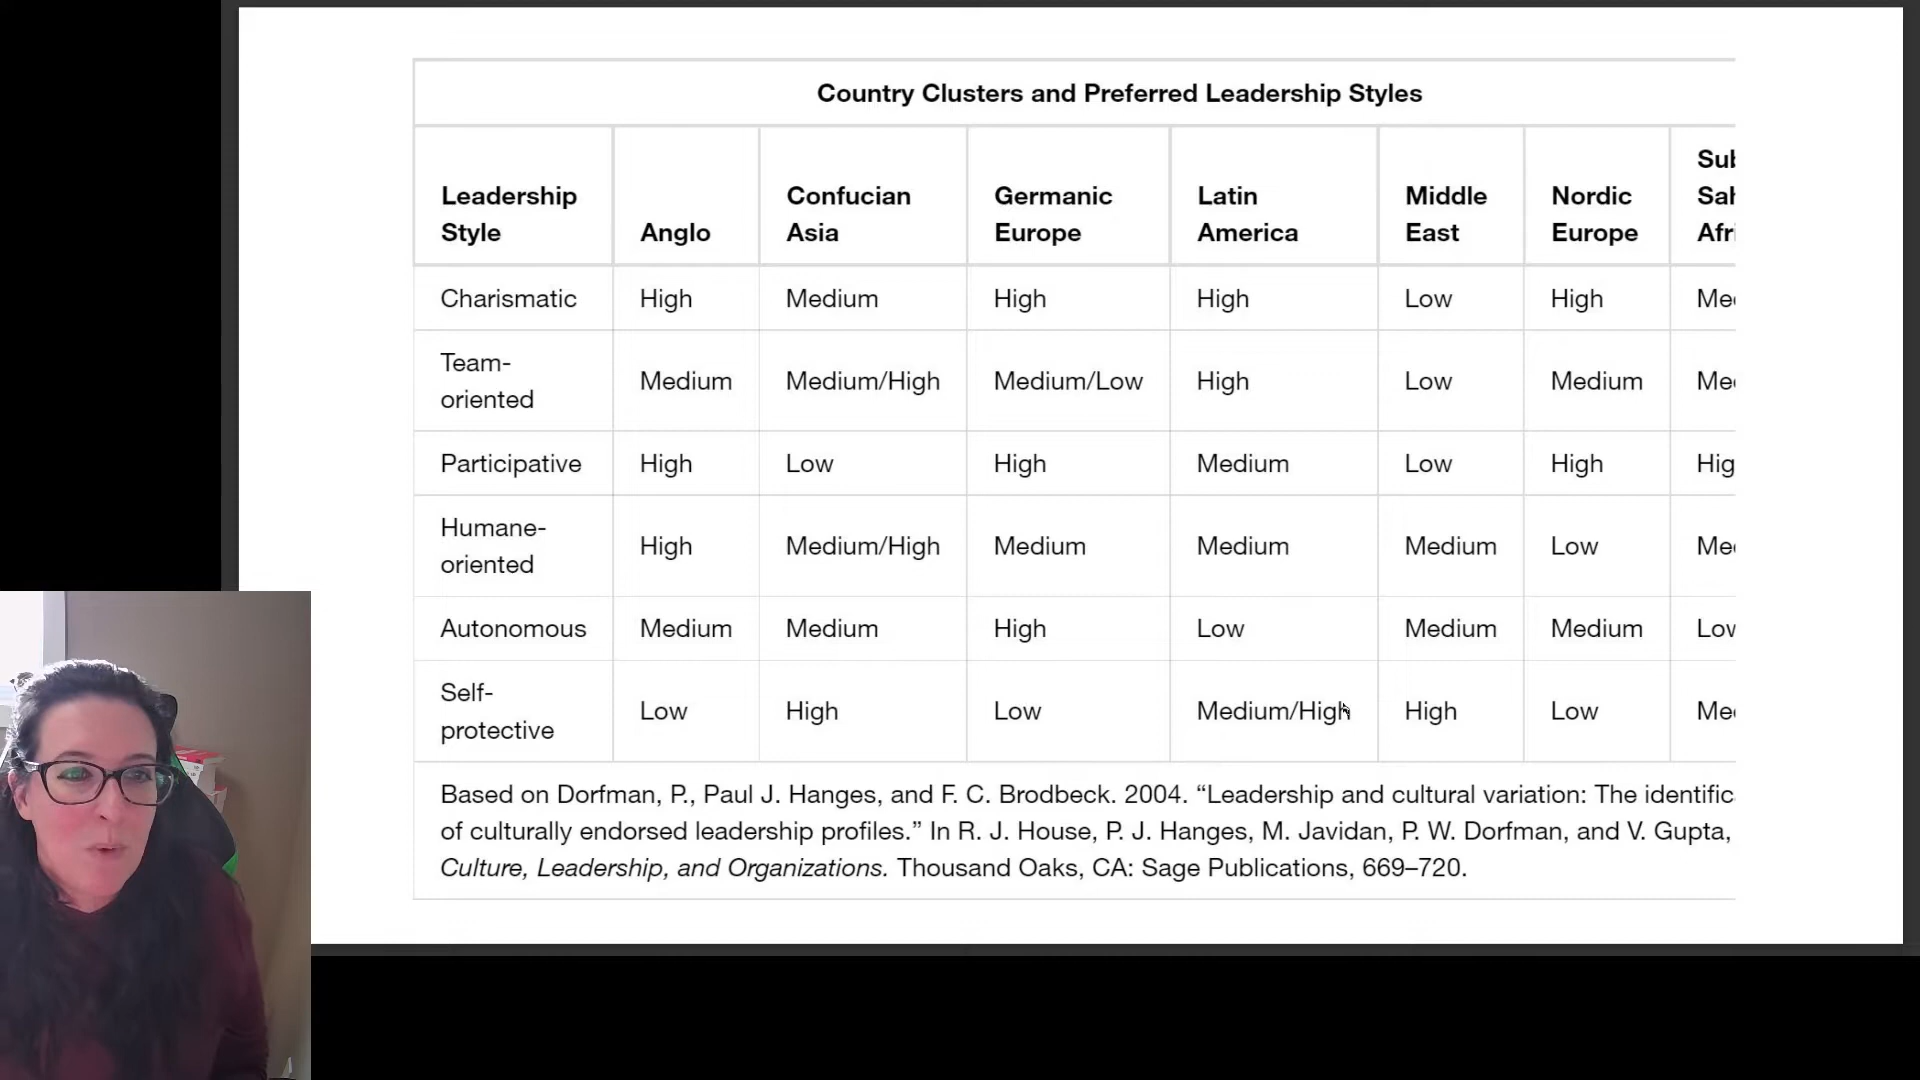 Country Clusters and Preferred Leadership Styles
Leadership Style Anglo Confucian Asia Germanic Europe Latin America Middle East Nordic Europe
Charismatic High Medium High High Low High
Team-oriented Medium Medium/High Medium/Low High Low Medium
Participative High Low High Medium Low High
Humane-oriented High Medium/High Medium Medium Medium Low
Autonomous Medium Medium High Low Medium Medium
Self-protective Low High Low Medium/High High Low
Based on Dorfman, P., Paul J. Hanges, and F. C. Brodbeck. 2004. “Leadership and cultural variation: The
of culturally endorsed leadership profiles.” In R. J. House, P. J. Hanges, M. Javidan, P. W. Dorfman, and V. Gupta,
Culture, Leadership, and Organizations. Thousand Oaks, CA: Sage Publications, 669–720.